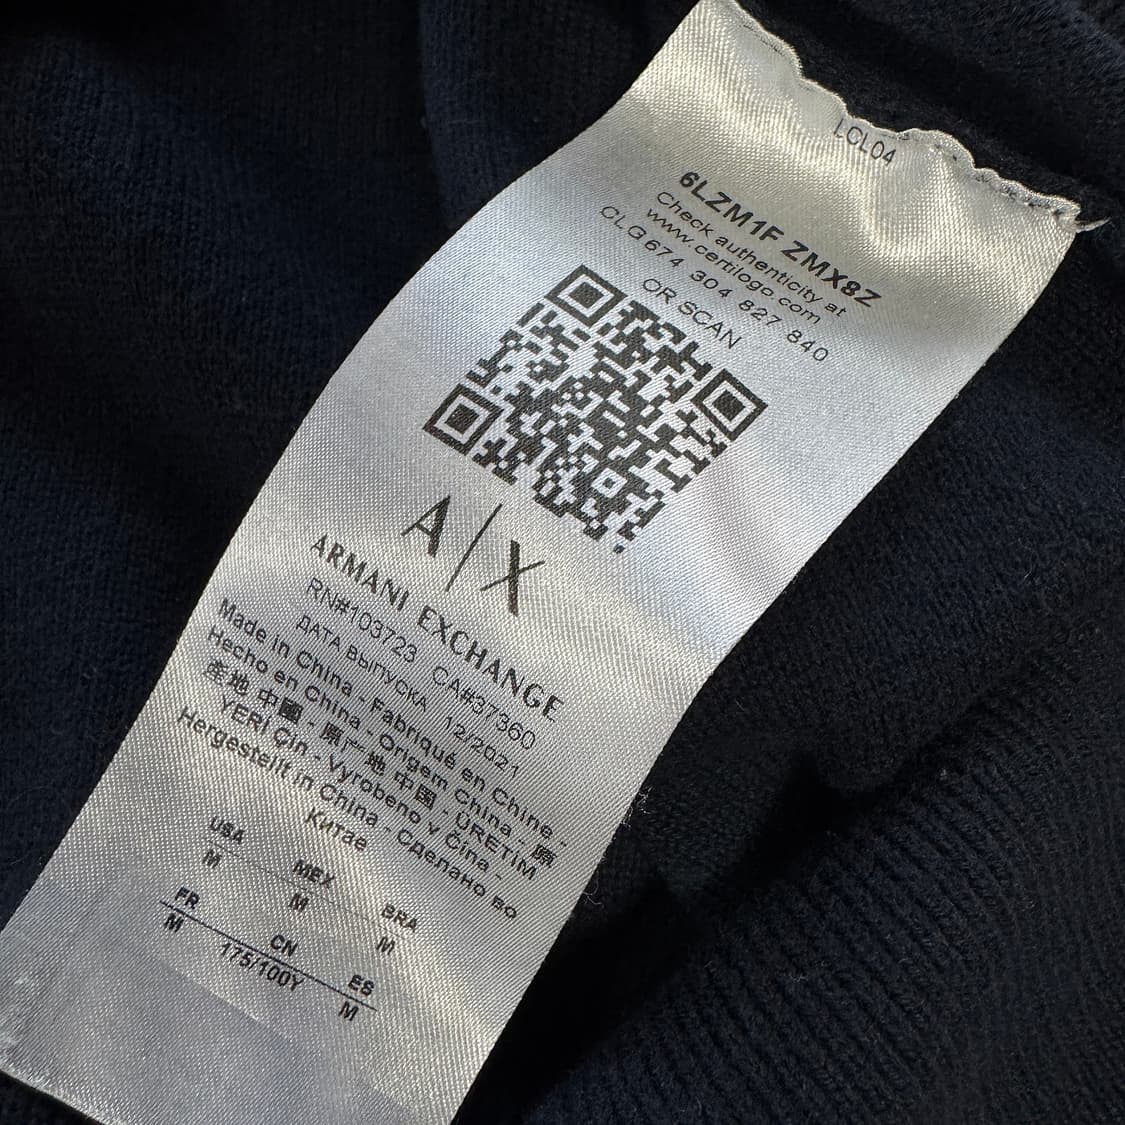 LCL04
6LZM1F ZMX8Z
Check authenticity at
www.certilogo.com
CLG 674 304 827 840
OR SCAN
A|X
ARMANI EXCHANGE
RN#103723 CA#37360
ДАТА ВЫПУСКА 12/2021
Made in China - Fabriqué en Chine -
Hecho en China - Origem China - 原
產地 中國 - 原产地 中国 - ÜRETİM
YERİ Çin - Vyrobeno v Čína -
Hergestellt in China - Сделано во
Китае
USA MEX BRA
M M M
FR CN ES
M 175/100Y M